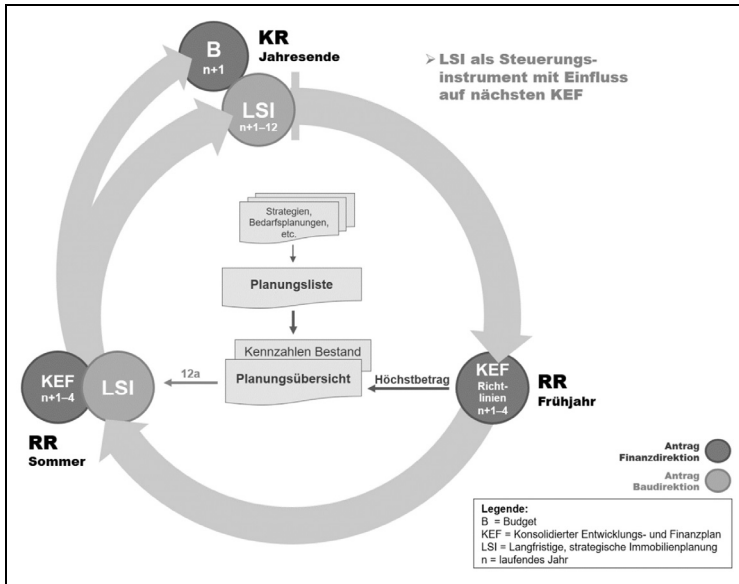 B
n+1
KR
Jahresende
LSI
n+1–12
➢ LSI als Steuerungs-
instrument mit Einfluss
auf nächsten KEF
Strategien,
Bedarfsplanungen,
etc.
Planungsliste
Kennzahlen Bestand
Planungsübersicht
12a
Höchstbetrag
KEF
n+1–4
LSI
RR
Sommer
KEF
Richt-
linien
n+1–4
RR
Frühjahr
Antrag
Finanzdirektion
Antrag
Baudirektion
Legende:
B = Budget
KEF = Konsolidierter Entwicklungs- und Finanzplan
LSI = Langfristige, strategische Immobilienplanung
n = laufendes Jahr